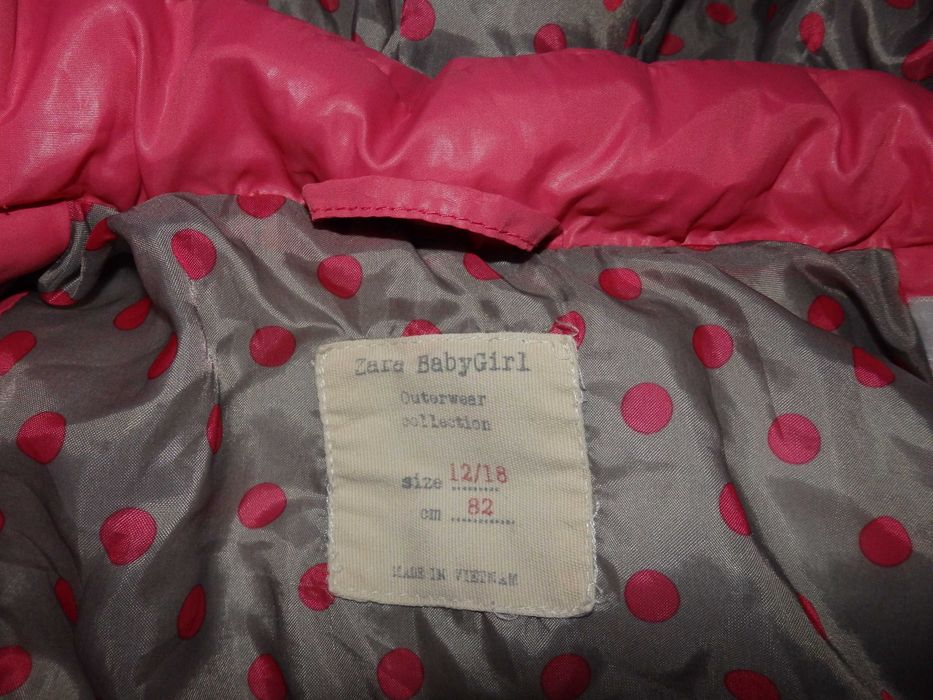 Zara BabyGirl
Outerwear
collection
size 12/18
cm 82
MADE IN VIETNAM